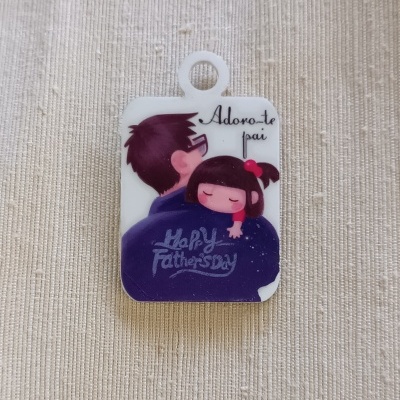 Adoro-te
pai
Happy
Father's Day